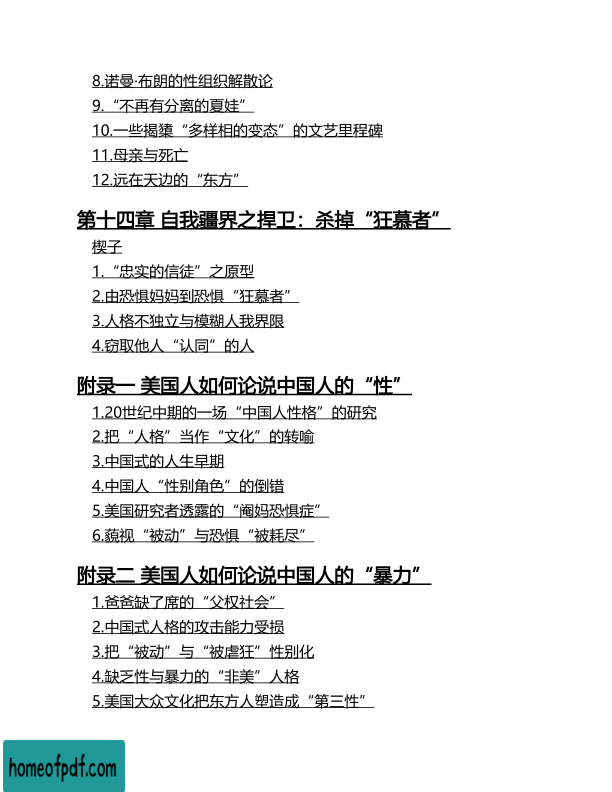 8.诺曼·布朗的性组织解散论
9.“不再有分离的夏娃”
10.一些揭橥“多样相的变态”的文艺里程碑
11.母亲与死亡
12.远在天边的“东方”
第十四章 自我疆界之捍卫：杀掉“狂慕者”
楔子
1.“忠实的信徒”之原型
2.由恐惧妈妈到恐惧“狂慕者”
3.人格不独立与模糊人我界限
4.窃取他人“认同”的人
附录一 美国人如何论说中国人的“性”
1.20世纪中期的一场“中国人性格”的研究
2.把“人格”当作“文化”的转喻
3.中国式的人生早期
4.中国人“性别角色”的倒错
5.美国研究者透露的“阉妈恐惧症”
6.藐视“被动”与恐惧“被耗尽”
附录二 美国人如何论说中国人的“暴力”
1.爸爸缺了席的“父权社会”
2.中国式人格的攻击能力受损
3.把“被动”与“被虐狂”性别化
4.缺乏性与暴力的“非美”人格
5.美国大众文化把东方人塑造成“第三性”
homeofpdf.com